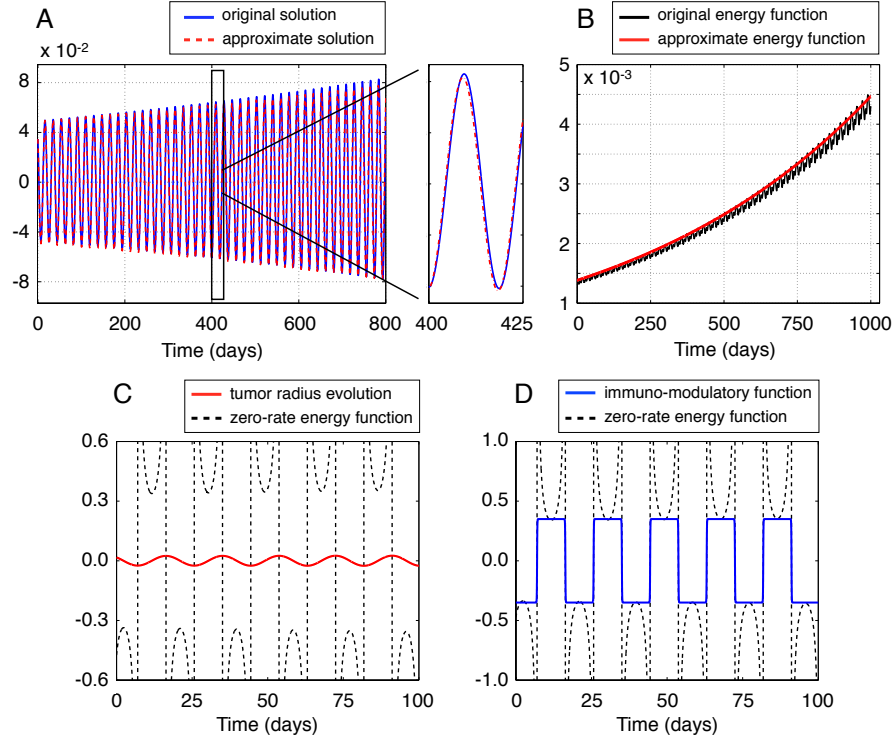 A
original solution
approximate solution
x 10-2
8
4
0
-4
-8
0
200
400
600
800
Time (days)
400
425
B
original energy function
approximate energy function
x 10-3
5
4
3
2
1
0
250
500
750
1000
Time (days)
C
tumor radius evolution
zero-rate energy function
0.6
0.3
0.0
-0.3
-0.6
0
25
50
75
100
Time (days)
D
immuno-modulatory function
zero-rate energy function
1.0
0.5
0.0
-0.5
-1.0
0
25
50
75
100
Time (days)